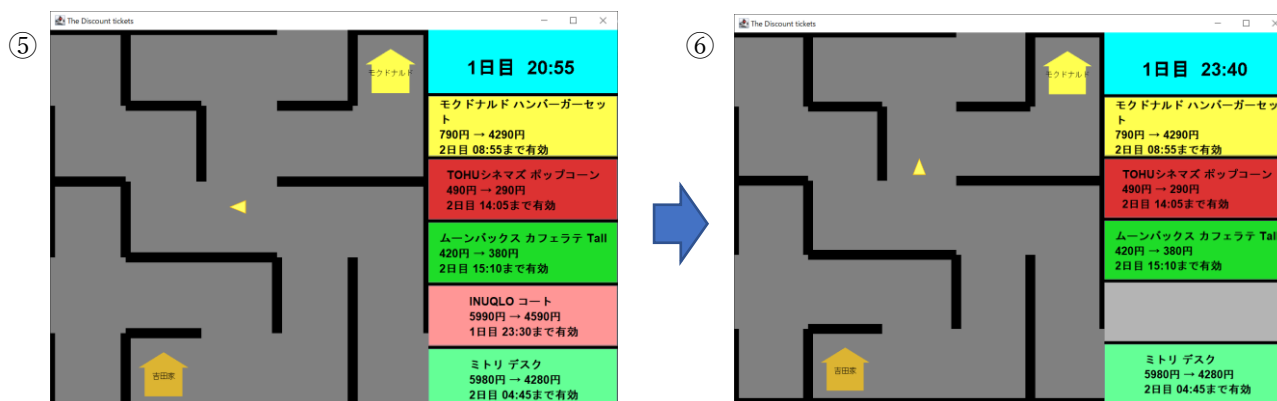 ⑤
The Discount tickets
モクドナルド
吉田家
1日目 20:55
モクドナルド ハンバーガーセッ
ト
790円 → 4290円
2日目 08:55まで有効
TOHUシネマズ ポップコーン
490円 → 290円
2日目 14:05まで有効
ムーンバックス カフェラテ Tall
420円 → 380円
2日目 15:10まで有効
INUQLO コート
5990円 → 4590円
1日目 23:30まで有効
ミトリ デスク
5980円 → 4280円
2日目 04:45まで有効
⑥
The Discount tickets
モクドナルド
吉田家
1日目 23:40
モクドナルド ハンバーガーセッ
ト
790円 → 4290円
2日目 08:55まで有効
TOHUシネマズ ポップコーン
490円 → 290円
2日目 14:05まで有効
ムーンバックス カフェラテ Tall
420円 → 380円
2日目 15:10まで有効
ミトリ デスク
5980円 → 4280円
2日目 04:45まで有効